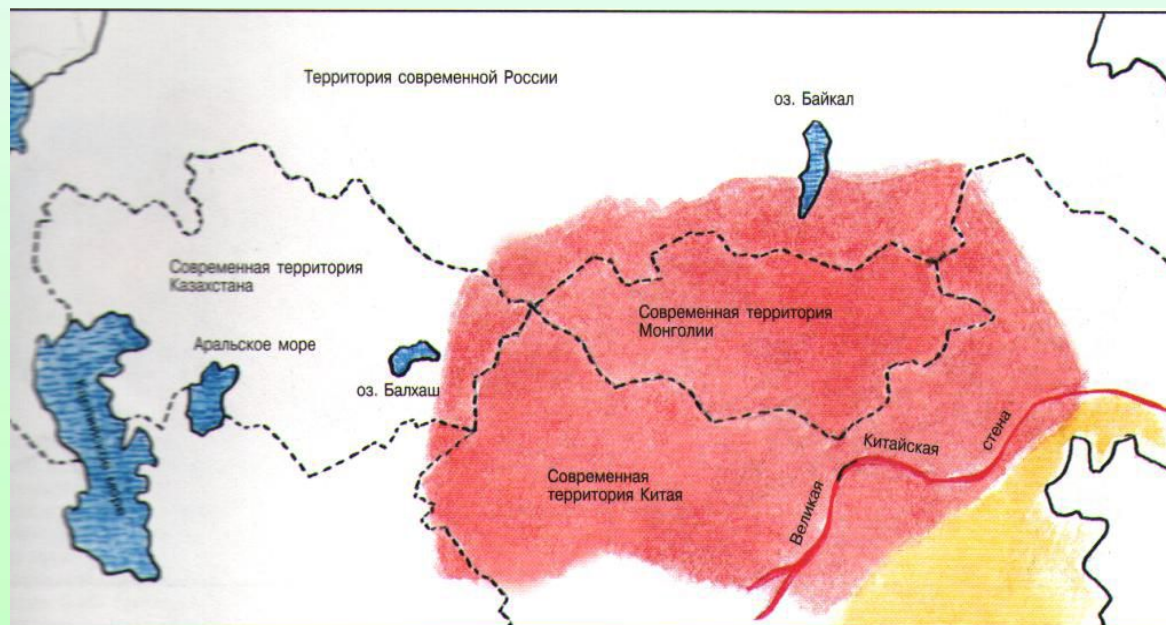 Территория современной России
оз. Байкал
Современная территория
Казахстана
Современная территория
Монголии
Аральское море
оз. Балхаш
Китайская
стена
Великая
Современная
территория Китая